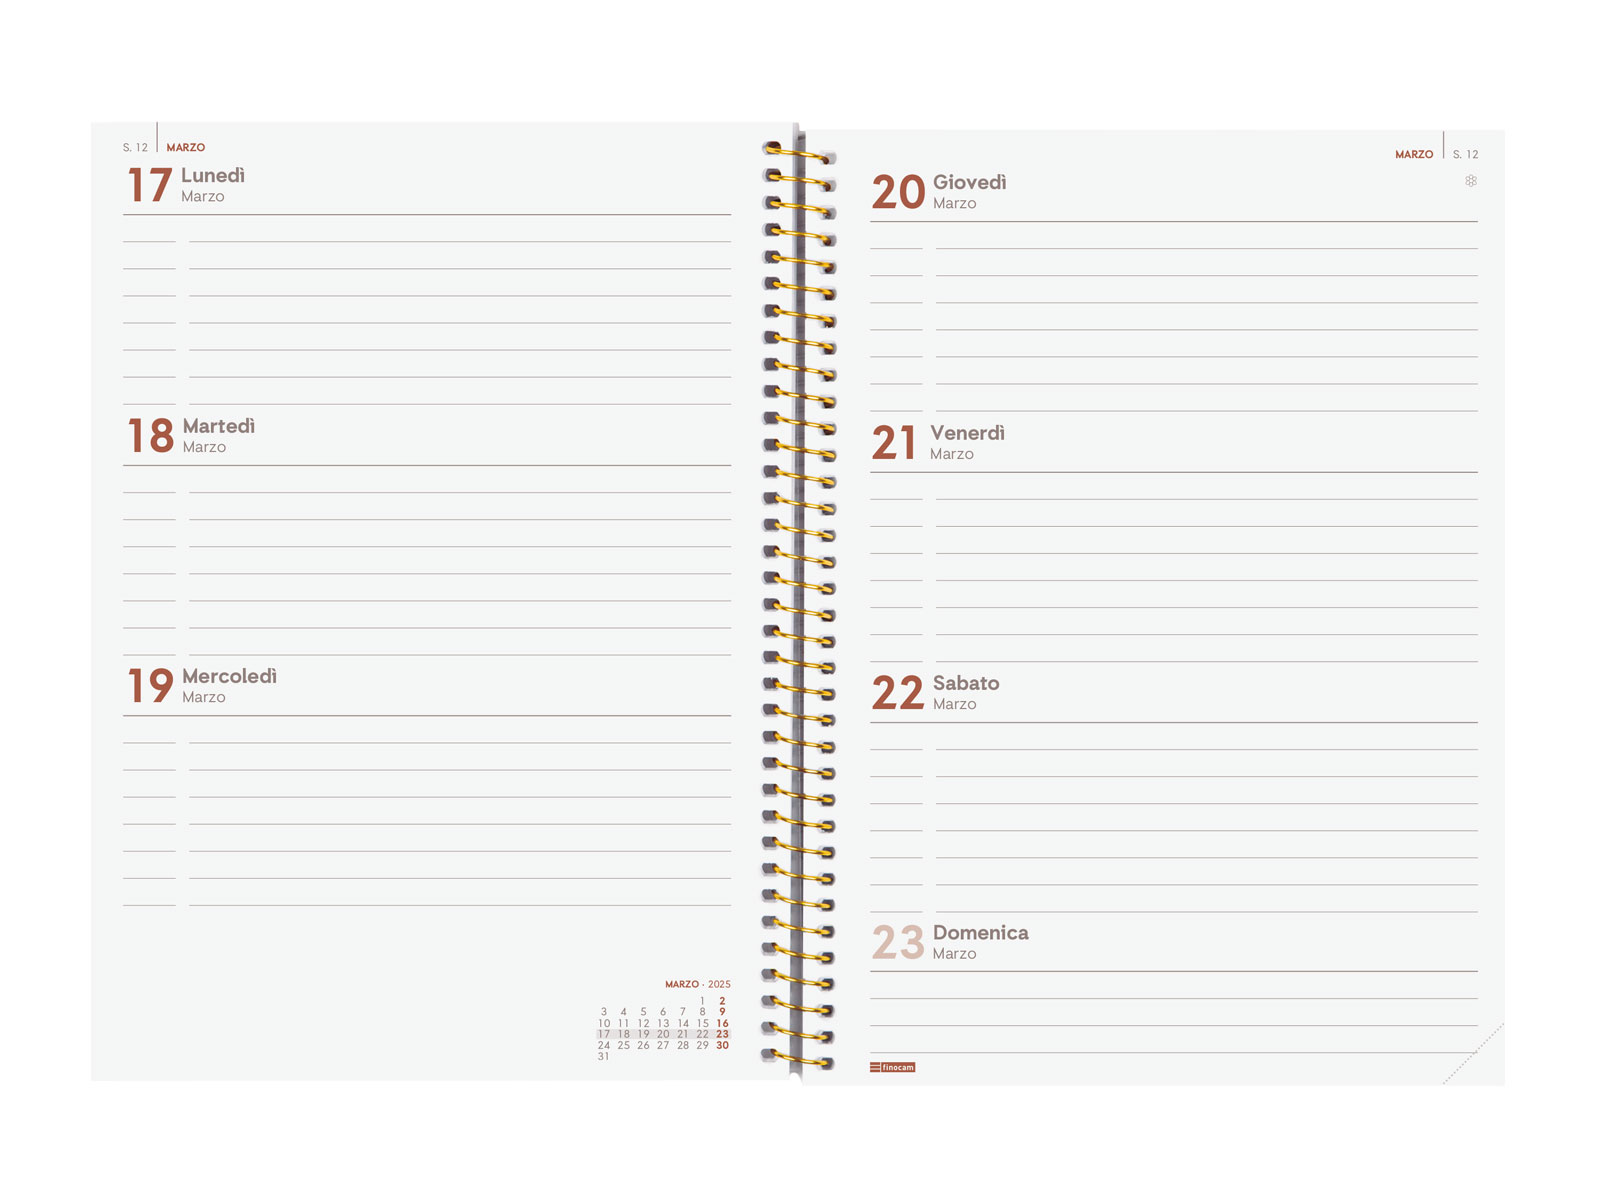 S. 12 MARZO
17 Lunedì
Marzo
18 Martedì
Marzo
19 Mercoledì
Marzo
MARZO · 2025
1 2
3 4 5 6 7 8 9
10 11 12 13 14 15 16
17 18 19 20 21 22 23
24 25 26 27 28 29 30
31
MARZO S. 12
20 Giovedì
Marzo
21 Venerdì
Marzo
22 Sabato
Marzo
23 Domenica
Marzo
finocam